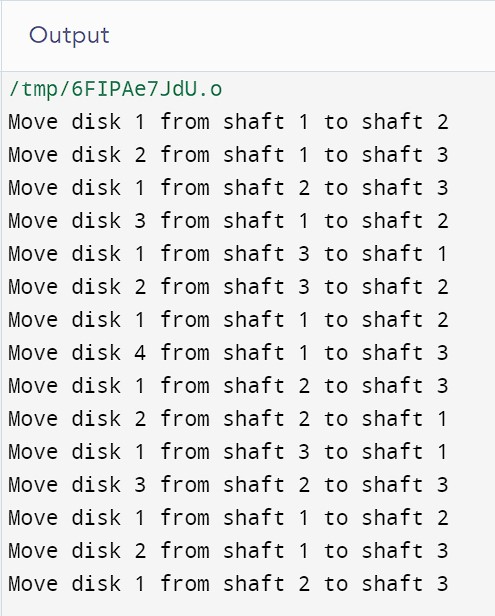 Output
/tmp/6FIPAe7JdU.o
Move disk 1 from shaft 1 to shaft 2
Move disk 2 from shaft 1 to shaft 3
Move disk 1 from shaft 2 to shaft 3
Move disk 3 from shaft 1 to shaft 2
Move disk 1 from shaft 3 to shaft 1
Move disk 2 from shaft 3 to shaft 2
Move disk 1 from shaft 1 to shaft 2
Move disk 4 from shaft 1 to shaft 3
Move disk 1 from shaft 2 to shaft 3
Move disk 2 from shaft 2 to shaft 1
Move disk 1 from shaft 3 to shaft 1
Move disk 3 from shaft 2 to shaft 3
Move disk 1 from shaft 1 to shaft 2
Move disk 2 from shaft 1 to shaft 3
Move disk 1 from shaft 2 to shaft 3